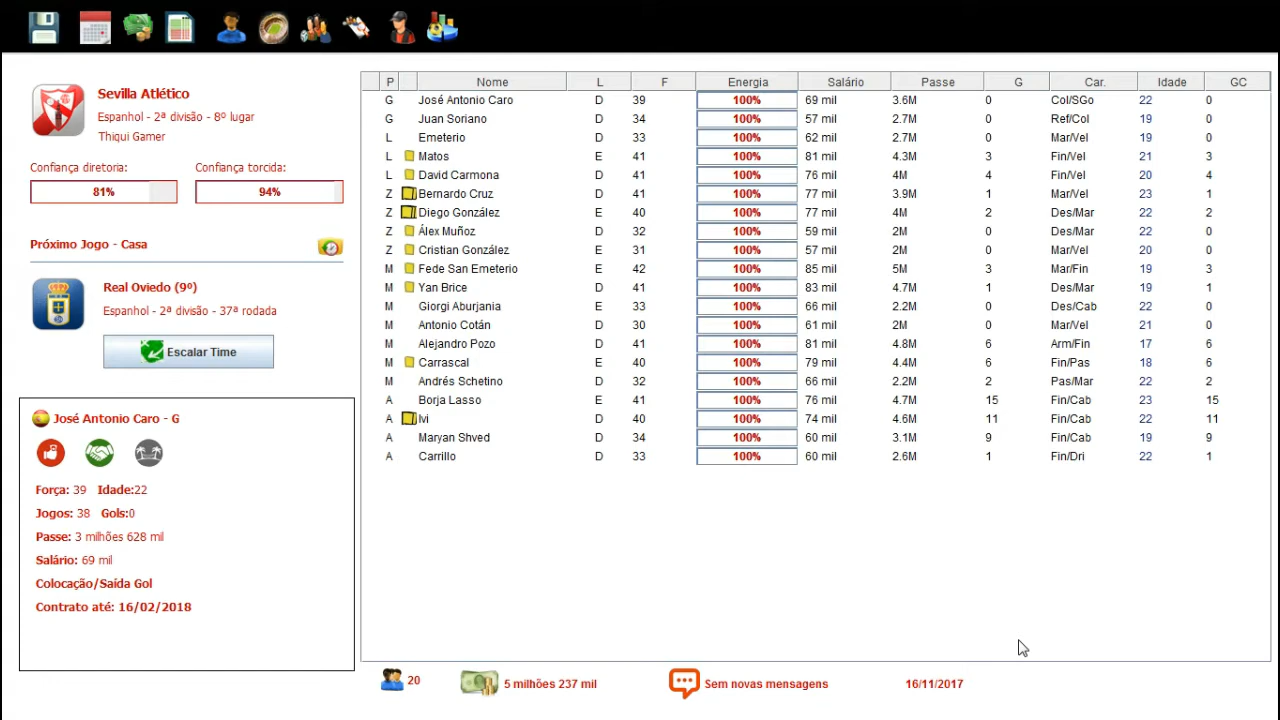 Sevilla Atlético
Espanhol - 2ª divisão - 8º lugar
Thiqui Gamer
Confiança diretoria: Confiança torcida:
81% 94%
Próximo Jogo - Casa
Real Oviedo (9º)
Espanhol - 2ª divisão - 37ª rodada
Escalar Time
José Antonio Caro - G
Força: 39 Idade:22
Jogos: 38 Gols:0
Passe: 3 milhões 628 mil
Salário: 69 mil
Colocação/Saída Gol
Contrato até: 16/02/2018
P Nome L F Energia Salário Passe G Car. Idade GC
G José Antonio Caro D 39 100% 69 mil 3.6M 0 Col/SGo 22 0
G Juan Soriano D 34 100% 57 mil 2.7M 0 Ref/Col 19 0
L Emeterio D 33 100% 62 mil 2.7M 0 Mar/Vel 19 0
L Matos E 41 100% 81 mil 4.3M 3 Fin/Vel 21 3
L David Carmona D 41 100% 76 mil 4M 4 Fin/Vel 20 4
Z Bernardo Cruz D 41 100% 77 mil 3.9M 1 Mar/Vel 23 1
Z Diego González E 40 100% 77 mil 4M 2 Des/Mar 22 2
Z Álex Muñoz D 32 100% 59 mil 2M 0 Des/Mar 22 0
Z Cristian González E 31 100% 57 mil 2M 0 Mar/Vel 20 0
M Fede San Emeterio D 42 100% 85 mil 5M 3 Mar/Fin 19 3
M Yan Brice D 41 100% 83 mil 4.7M 1 Des/Mar 19 1
M Giorgi Aburjania E 33 100% 66 mil 2.2M 0 Des/Cab 22 0
M Antonio Cotán D 30 100% 61 mil 2M 0 Mar/Vel 21 0
M Alejandro Pozo D 41 100% 81 mil 4.8M 6 Arm/Fin 17 6
M Carrascal E 40 100% 79 mil 4.4M 6 Fin/Pas 18 6
M Andrés Schetino D 32 100% 66 mil 2.2M 2 Pas/Mar 22 2
A Borja Lasso E 41 100% 76 mil 4.7M 15 Fin/Cab 23 15
A Ivi D 40 100% 74 mil 4.6M 11 Fin/Cab 22 11
A Maryan Shved D 34 100% 60 mil 3.1M 9 Fin/Cab 19 9
A Carrillo D 33 100% 60 mil 2.6M 1 Fin/Dri 22 1
20 5 milhões 237 mil Sem novas mensagens 16/11/2017